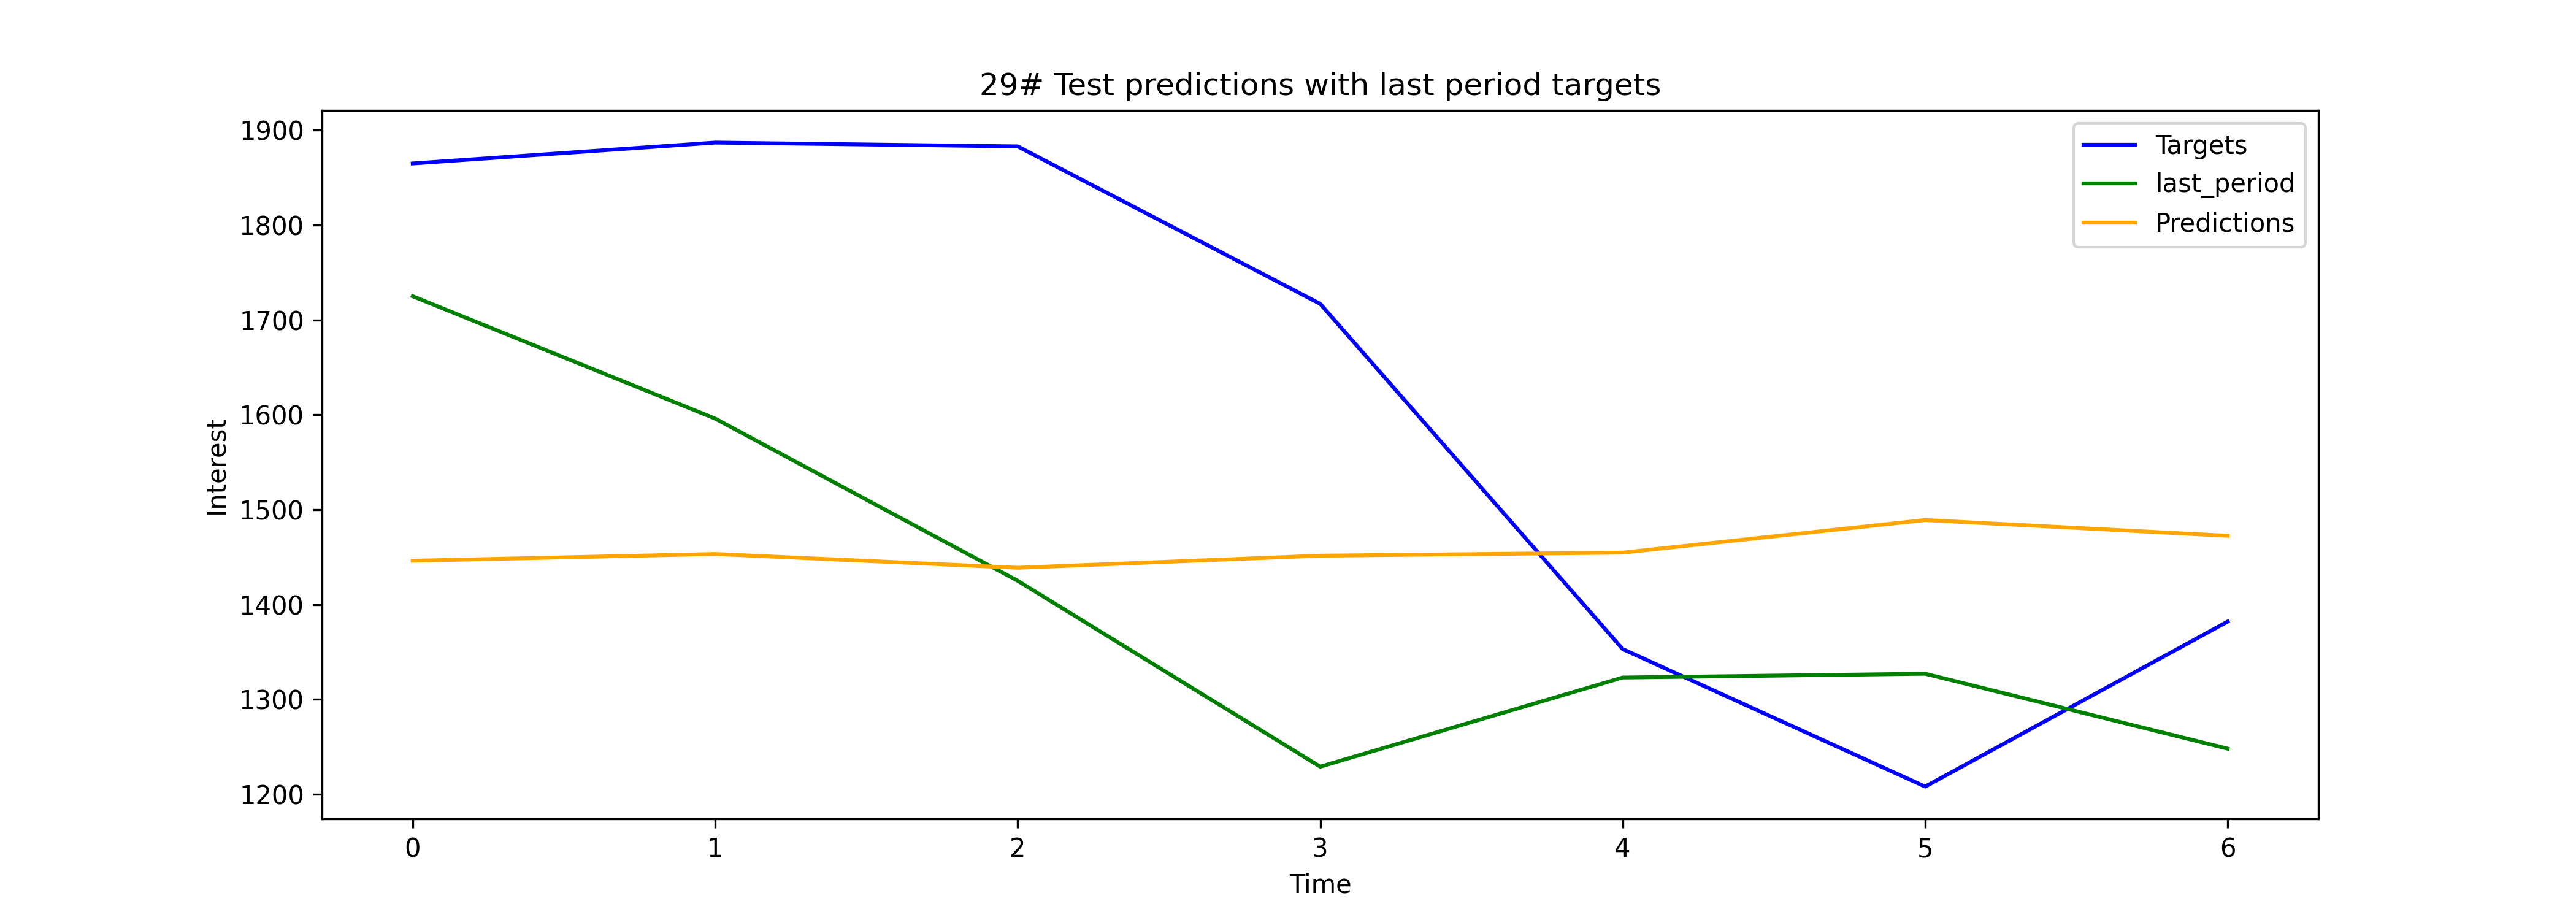 29# Test predictions with last period targets
1900
1800
1700
1600
1500
1400
1300
1200
Interest
Targets
last_period
Predictions
0 1 2 3 4 5 6
Time